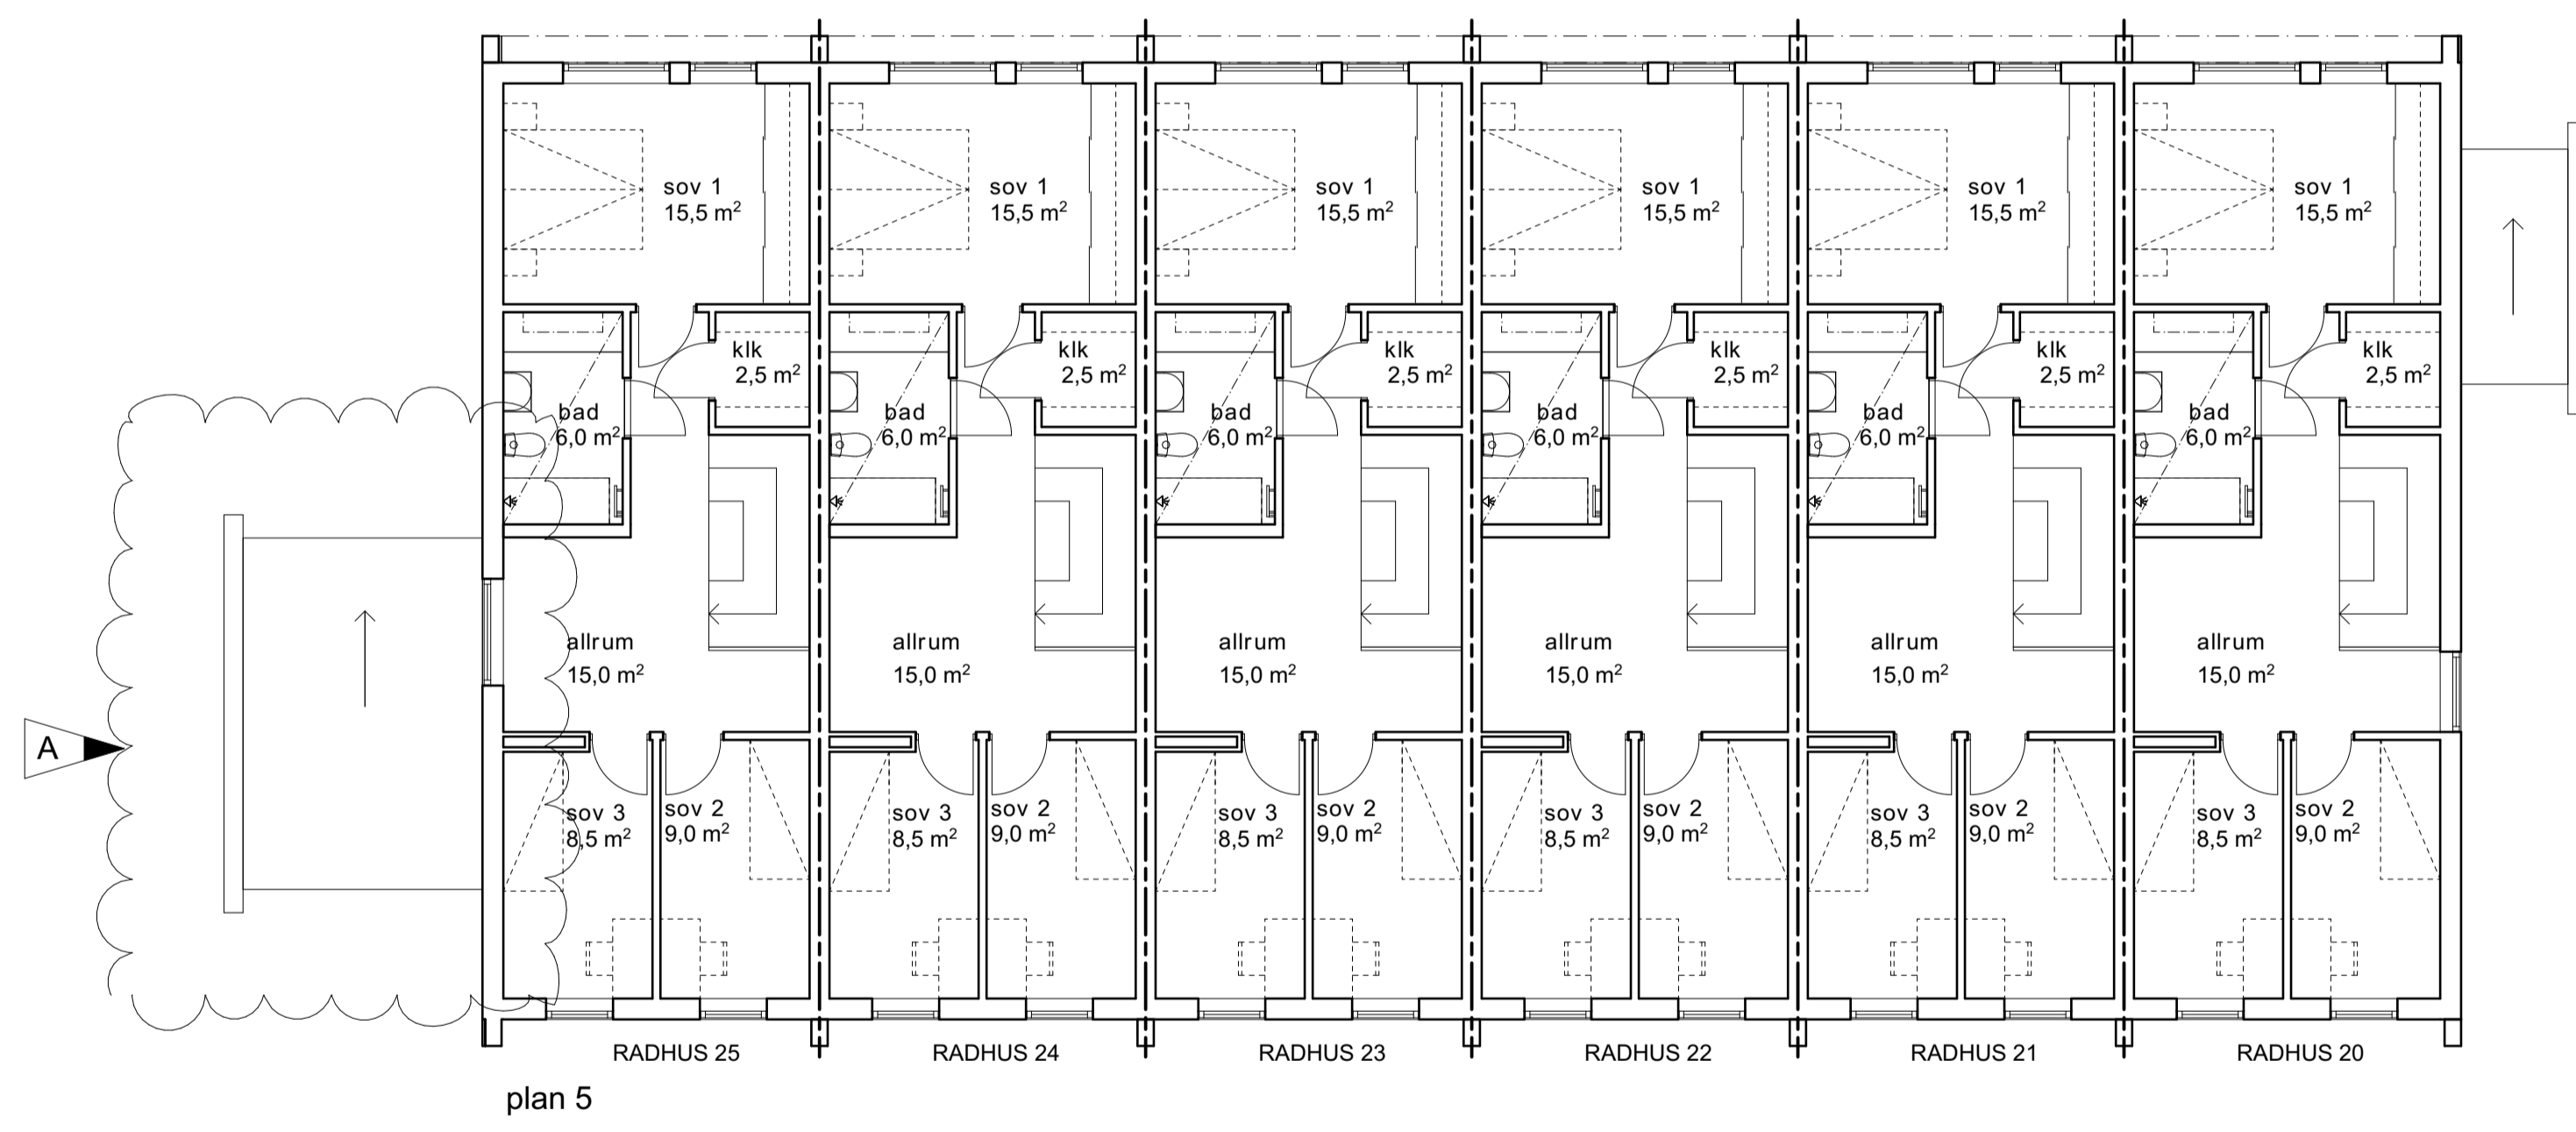 sov 1
15,5 m²
sov 1
15,5 m²
sov 1
15,5 m²
sov 1
15,5 m²
sov 1
15,5 m²
sov 1
15,5 m²
klk
2,5 m²
klk
2,5 m²
klk
2,5 m²
klk
2,5 m²
klk
2,5 m²
klk
2,5 m²
bad
6,0 m²
bad
6,0 m²
bad
6,0 m²
bad
6,0 m²
bad
6,0 m²
bad
6,0 m²
allrum
15,0 m²
allrum
15,0 m²
allrum
15,0 m²
allrum
15,0 m²
allrum
15,0 m²
allrum
15,0 m²
A
sov 3
8,5 m²
sov 2
9,0 m²
sov 3
8,5 m²
sov 2
9,0 m²
sov 3
8,5 m²
sov 2
9,0 m²
sov 3
8,5 m²
sov 2
9,0 m²
sov 3
8,5 m²
sov 2
9,0 m²
sov 3
8,5 m²
sov 2
9,0 m²
RADHUS 25
RADHUS 24
RADHUS 23
RADHUS 22
RADHUS 21
RADHUS 20
plan 5